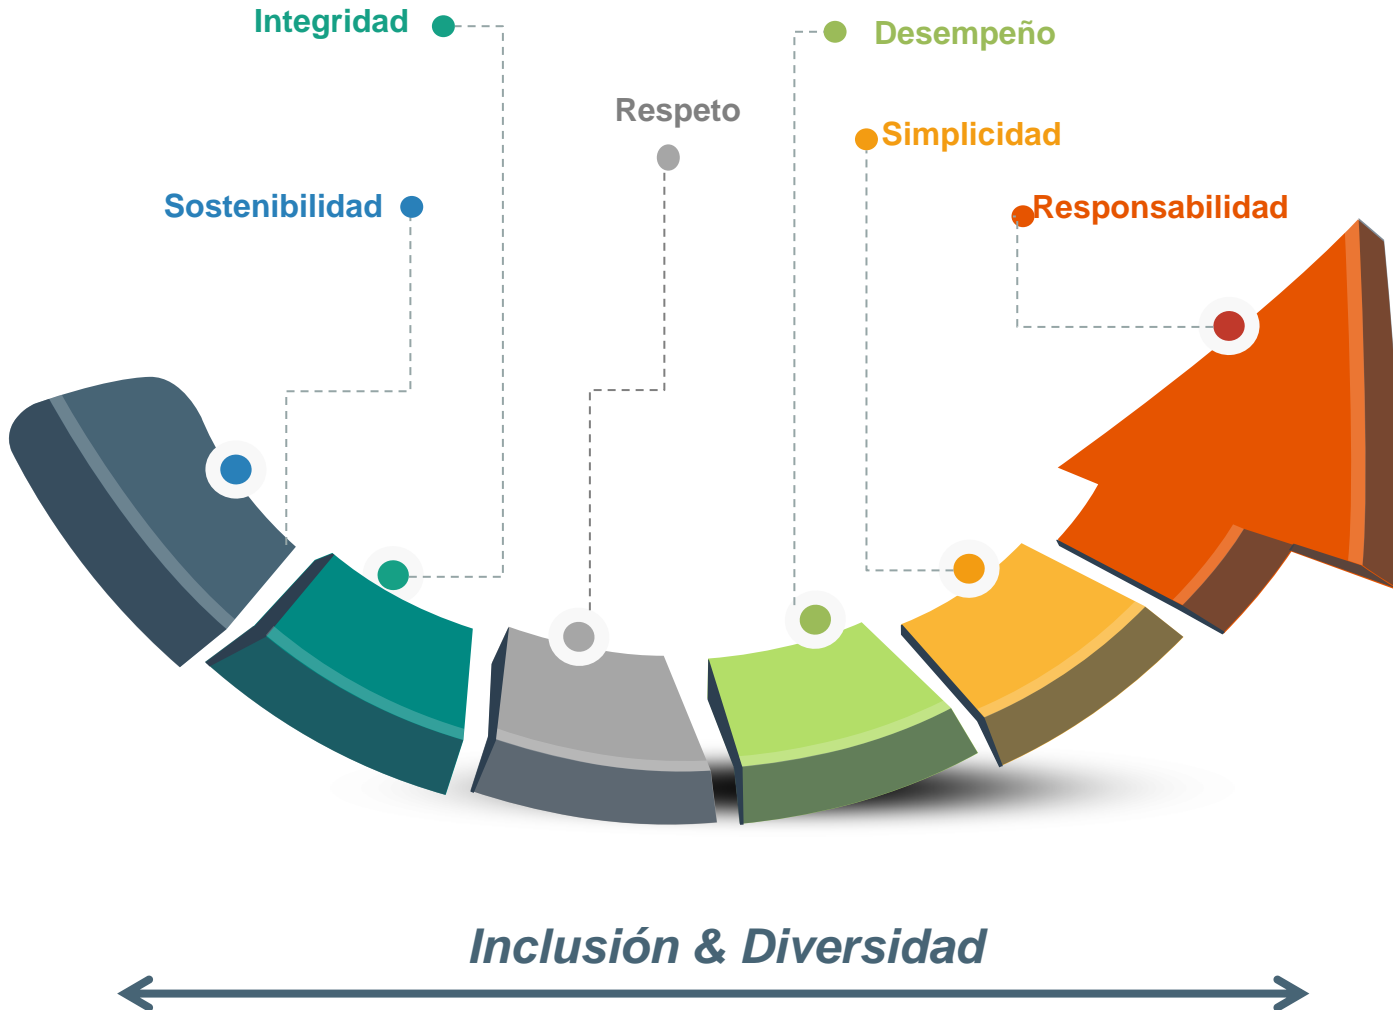 Integridad
Desempeño
Respeto
Simplicidad
Sostenibilidad
Responsabilidad
Inclusión & Diversidad